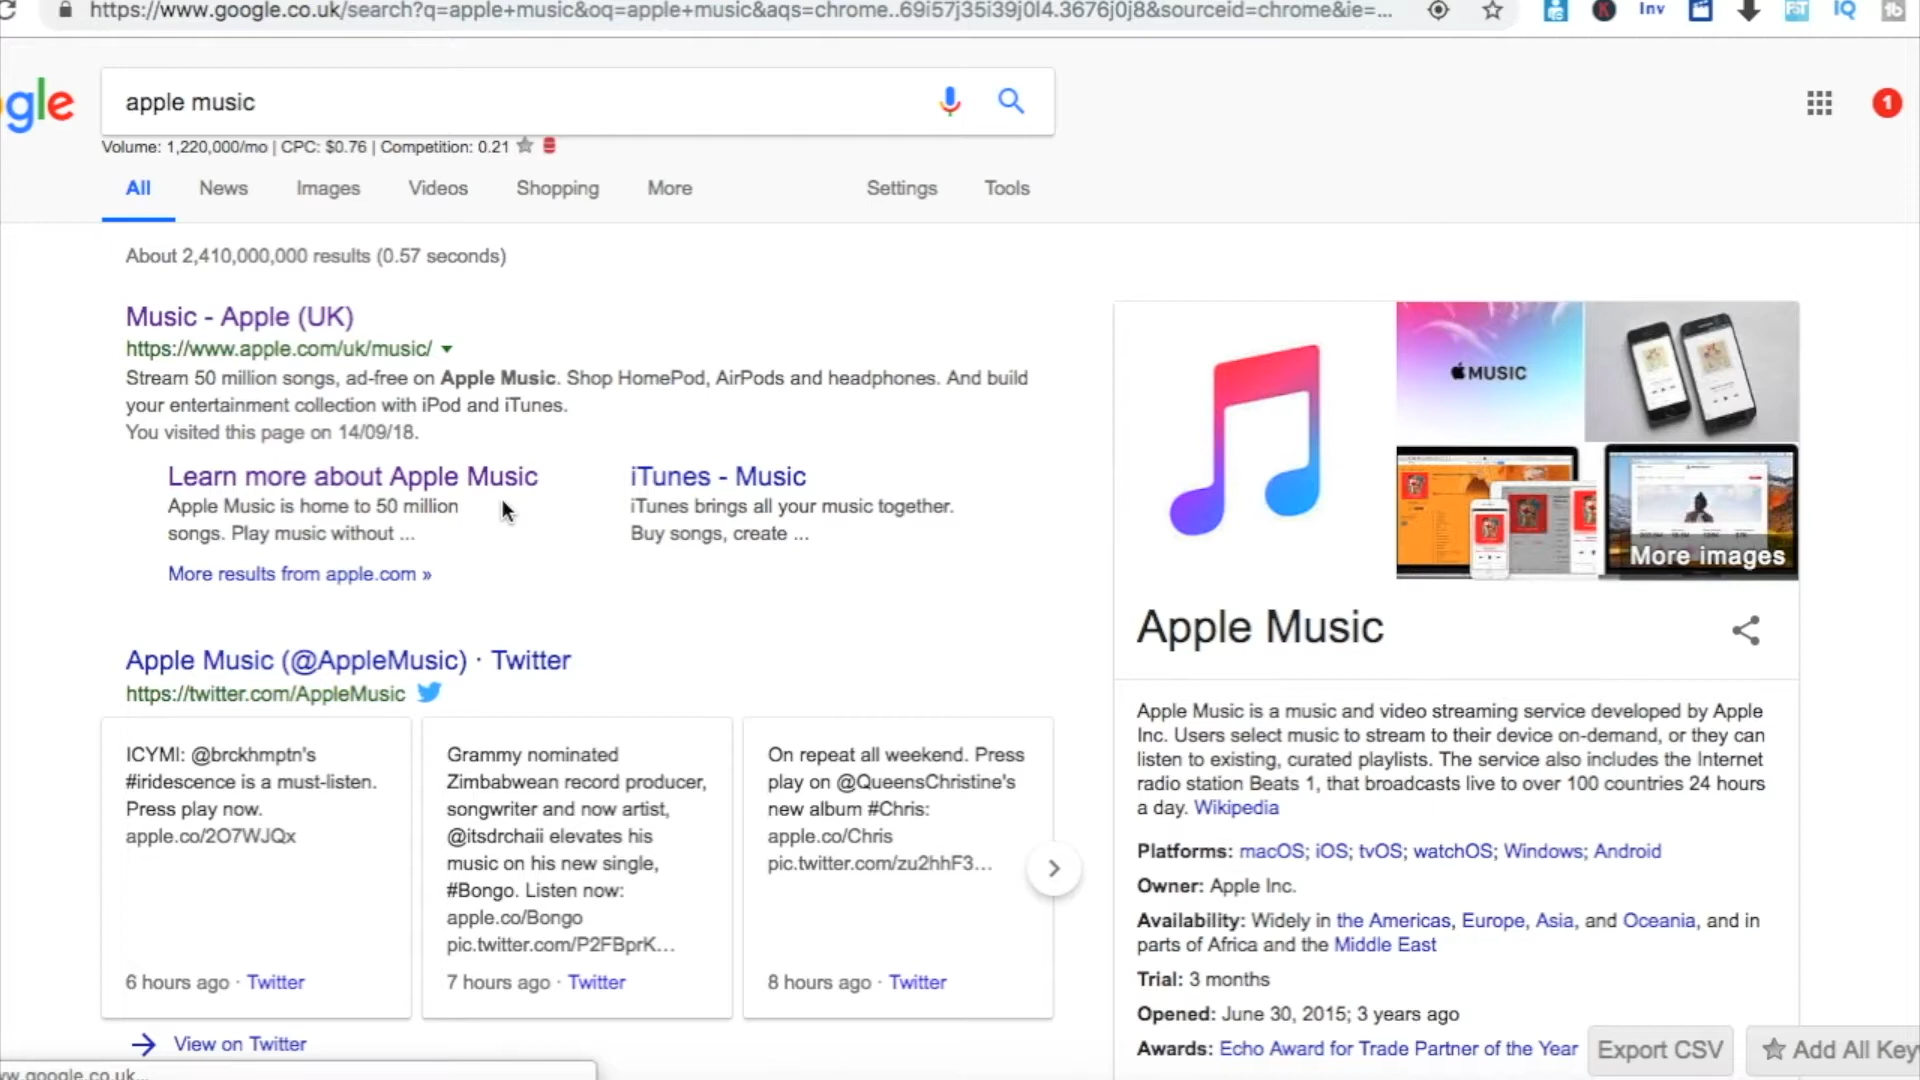 https://www.google.co.uk/search?q=apple+music&oq=apple+music&aqs=chrome..69i57j35i39j0l4.3676j0j8&sourceid=chrome&ie=...
Inv
FST
IQ
gle
apple music
1
Volume: 1,220,000/mo | CPC: $0.76 | Competition: 0.21
All
News
Images
Videos
Shopping
More
Settings
Tools
About 2,410,000,000 results (0.57 seconds)
Music - Apple (UK)
https://www.apple.com/uk/music/
Stream 50 million songs, ad-free on Apple Music. Shop HomePod, AirPods and headphones. And build
your entertainment collection with iPod and iTunes.
You visited this page on 14/09/18.
Learn more about Apple Music
Apple Music is home to 50 million
songs. Play music without ...
iTunes - Music
iTunes brings all your music together.
Buy songs, create ...
More results from apple.com »
Apple Music (@AppleMusic) · Twitter
https://twitter.com/AppleMusic
ICYMI: @brckhmptn's
#iridescence is a must-listen.
Press play now.
apple.co/2O7WJQx
6 hours ago · Twitter
Grammy nominated
Zimbabwean record producer,
songwriter and now artist,
@itsdrchaii elevates his
music on his new single,
#Bongo. Listen now:
apple.co/Bongo
pic.twitter.com/P2FBprK...
7 hours ago · Twitter
On repeat all weekend. Press
play on @QueensChristine's
new album #Chris:
apple.co/Chris
pic.twitter.com/zu2hhF3...
8 hours ago · Twitter
View on Twitter
MUSIC
More images
Apple Music
Apple Music is a music and video streaming service developed by Apple
Inc. Users select music to stream to their device on-demand, or they can
listen to existing, curated playlists. The service also includes the Internet
radio station Beats 1, that broadcasts live to over 100 countries 24 hours
a day. Wikipedia
Platforms: macOS; iOS; tvOS; watchOS; Windows; Android
Owner: Apple Inc.
Availability: Widely in the Americas, Europe, Asia, and Oceania, and in
parts of Africa and the Middle East
Trial: 3 months
Opened: June 30, 2015; 3 years ago
Awards: Echo Award for Trade Partner of the Year
Export CSV
Add All Key